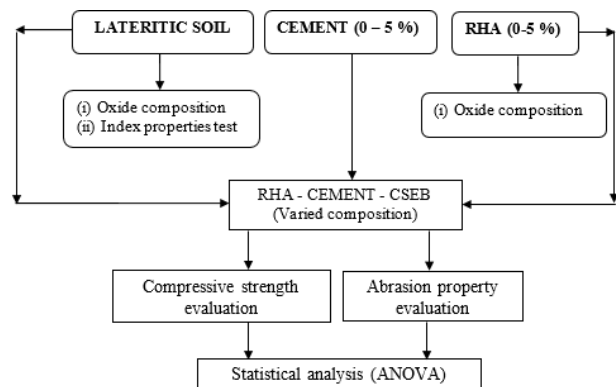 LATERITIC SOIL
CEMENT (0 – 5 %)
RHA (0-5 %)
(i) Oxide composition
(ii) Index properties test
(i) Oxide composition
RHA - CEMENT - CSEB
(Varied composition)
Compressive strength
evaluation
Abrasion property
evaluation
Statistical analysis (ANOVA)